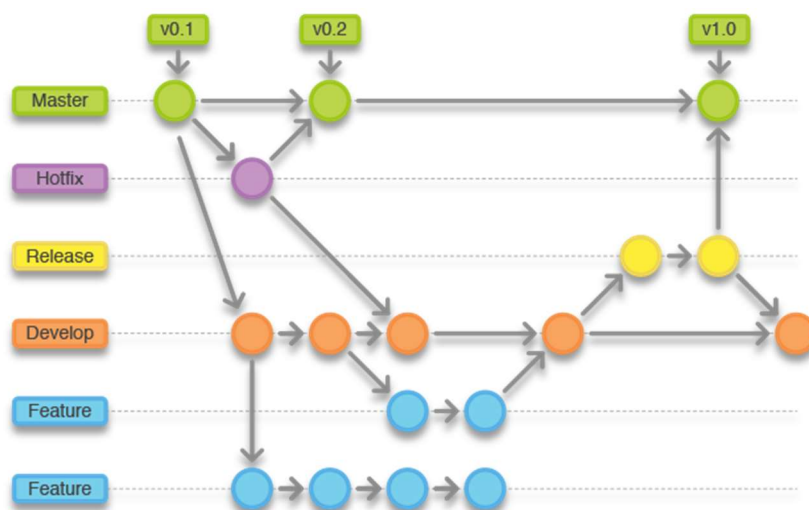 v0.1
v0.2
v1.0
Master
Hotfix
Release
Develop
Feature
Feature